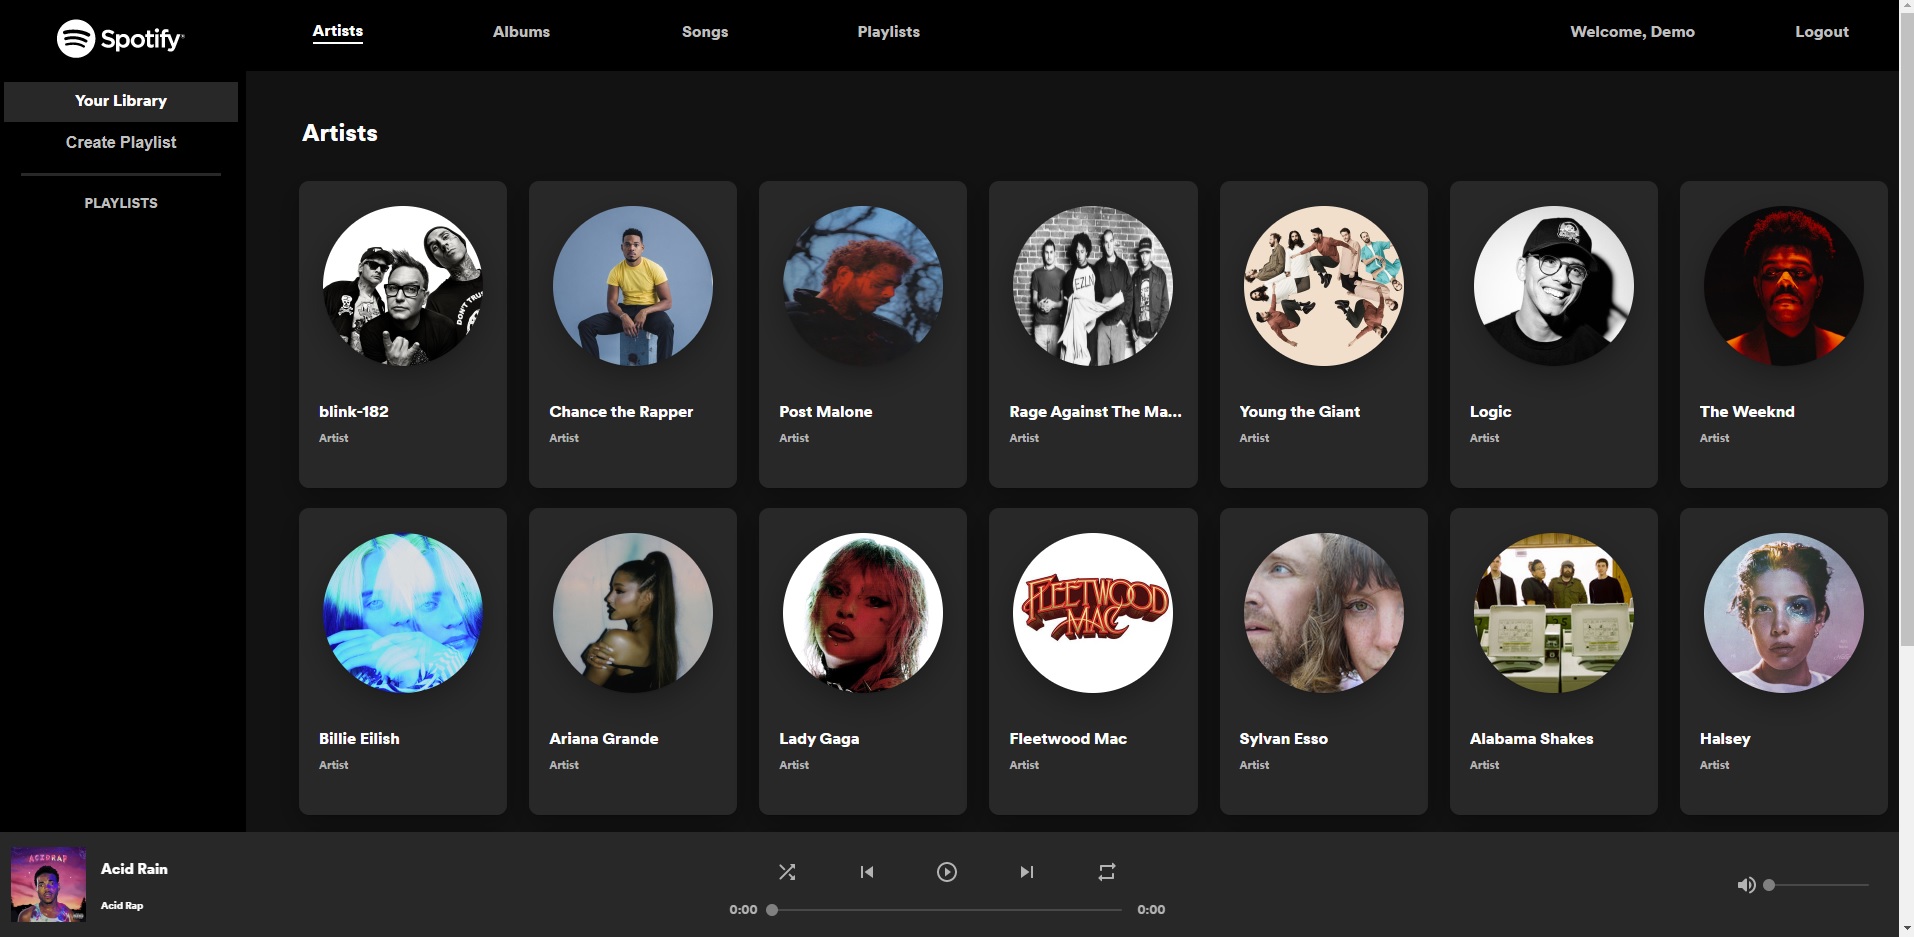 Spotify
Artists
Albums
Songs
Playlists
Welcome, Demo
Logout
Your Library
Create Playlist
PLAYLISTS
Artists
DON'T TRUS
EZLN
blink-182
Artist
Chance the Rapper
Artist
Post Malone
Artist
Rage Against The Ma...
Artist
Young the Giant
Artist
Logic
Artist
The Weeknd
Artist
FLEETWOOD
MAC
Billie Eilish
Artist
Ariana Grande
Artist
Lady Gaga
Artist
Fleetwood Mac
Artist
Sylvan Esso
Artist
Alabama Shakes
Artist
Halsey
Artist
ACIDRAP
Acid Rain
Acid Rap
0:00
0:00